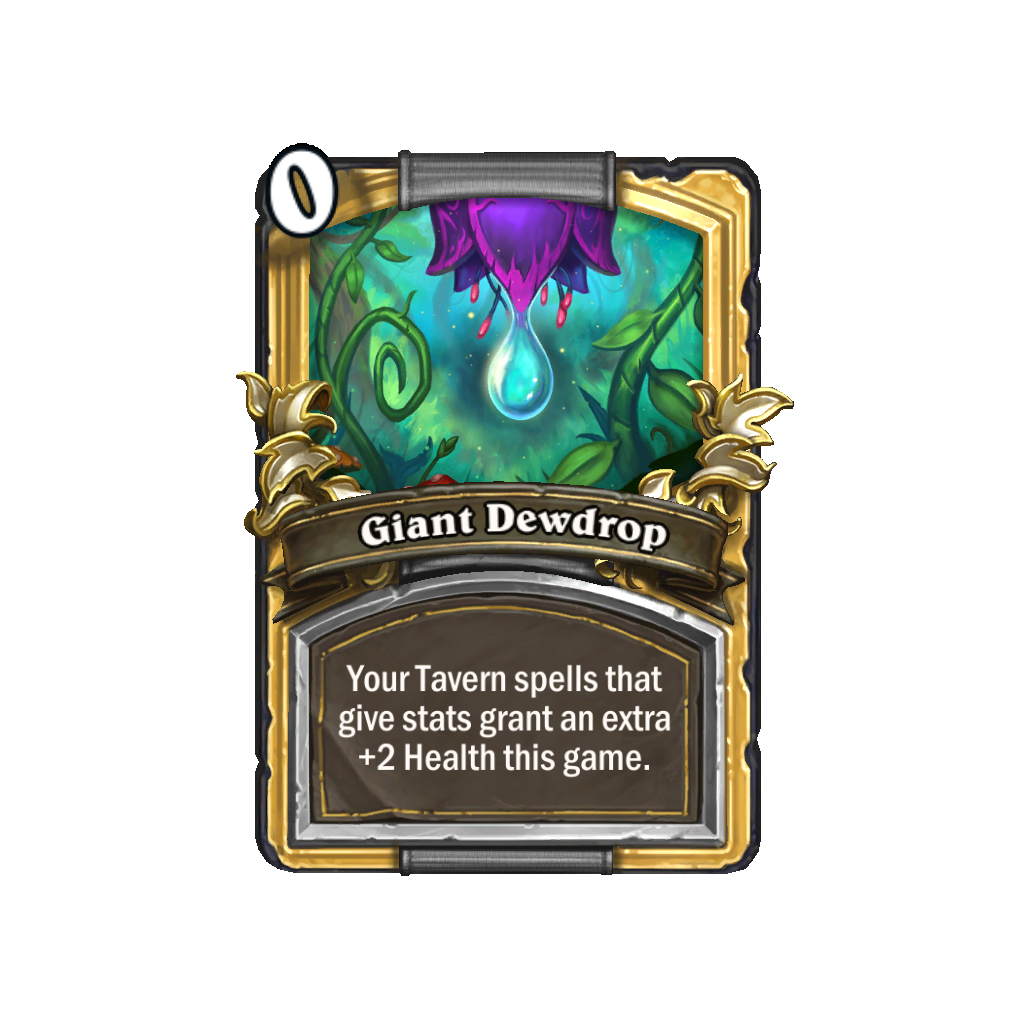 0
Giant Dewdrop
Your Tavern spells that
give stats grant an extra
+2 Health this game.